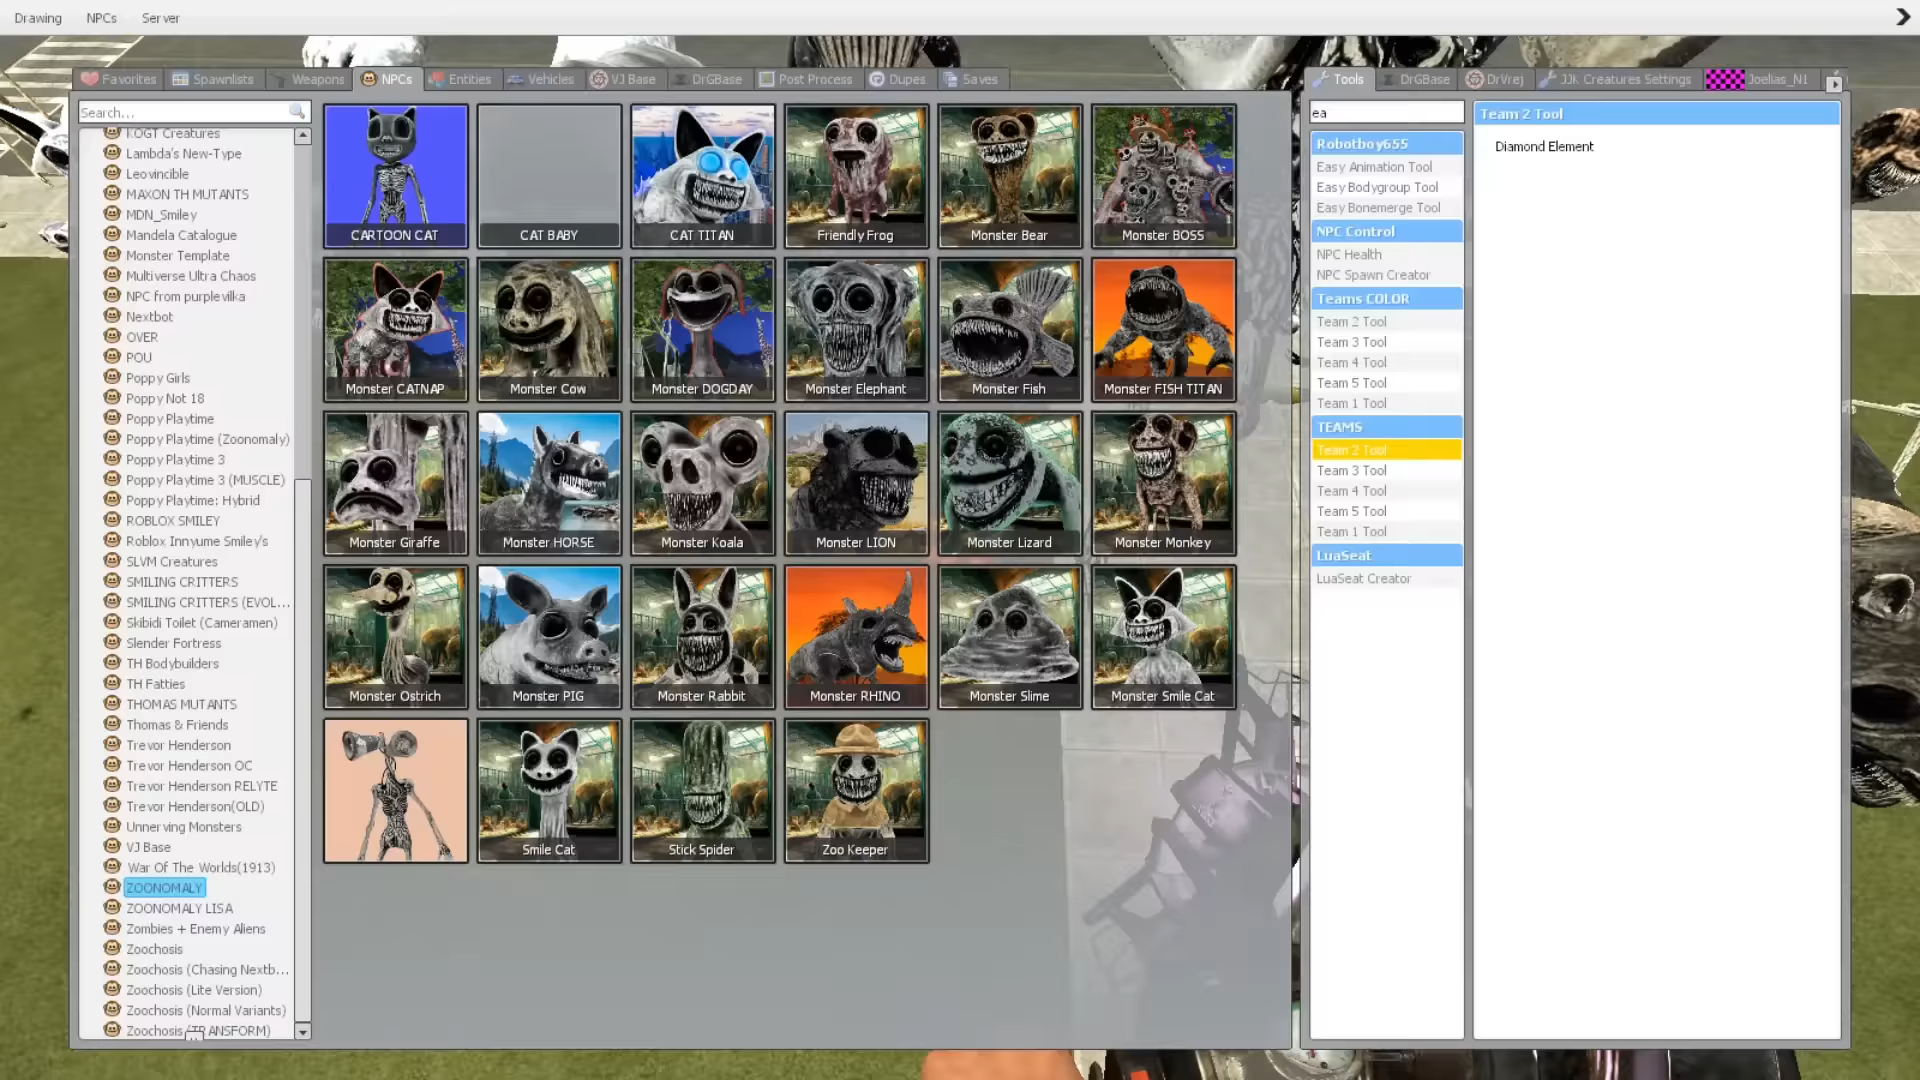 Drawing NPCs Server
Favorites Spawnlists Weapons NPCs Entities Vehicles VJ Base DrGBase Post Process Dupes Saves
Search...
KOGT Creatures
Lambda's New-Type
Leovincible
MAXON TH MUTANTS
MDN_Smiley
Mandela Catalogue
Monster Template
Multiverse Ultra Chaos
NPC from purplevilka
Nextbot
OVER
POU
Poppy Girls
Poppy Not 18
Poppy Playtime
Poppy Playtime (Zoonomaly)
Poppy Playtime 3
Poppy Playtime 3 (MUSCLE)
Poppy Playtime: Hybrid
ROBLOX SMILEY
Roblox Innyume Smiley's
SLVM Creatures
SMILING CRITTERS
SMILING CRITTERS (EVOL...
Skibidi Toilet (Cameramen)
Slender Fortress
TH Bodybuilders
TH Fatties
THOMAS MUTANTS
Thomas & Friends
Trevor Henderson
Trevor Henderson OC
Trevor Henderson RELYTE
Trevor Henderson(OLD)
Unnerving Monsters
VJ Base
War Of The Worlds(1913)
ZOONOMALY
ZOONOMALY LISA
Zombies + Enemy Aliens
Zoochosis
Zoochosis (Chasing Nextb...
Zoochosis (Lite Version)
Zoochosis (Normal Variants)
Zoochosis (TRANSFORM)
CARTOON CAT CAT BABY CAT TITAN Friendly Frog Monster Bear Monster BOSS
Monster CATNAP Monster Cow Monster DOGDAY Monster Elephant Monster Fish Monster FISH TITAN
Monster Giraffe Monster HORSE Monster Koala Monster LION Monster Lizard Monster Monkey
Monster Ostrich Monster PIG Monster Rabbit Monster RHINO Monster Slime Monster Smile Cat
Smile Cat Stick Spider Zoo Keeper
Tools DrGBase DrVrej JJK Creatures Settings Joelias_N1
ea
Robotboy655
Easy Animation Tool
Easy Bodygroup Tool
Easy Bonemerge Tool
NPC Control
NPC Health
NPC Spawn Creator
Teams COLOR
Team 2 Tool
Team 3 Tool
Team 4 Tool
Team 5 Tool
Team 1 Tool
TEAMS
Team 2 Tool
Team 3 Tool
Team 4 Tool
Team 5 Tool
Team 1 Tool
LuaSeat
LuaSeat Creator
Team 2 Tool
Diamond Element